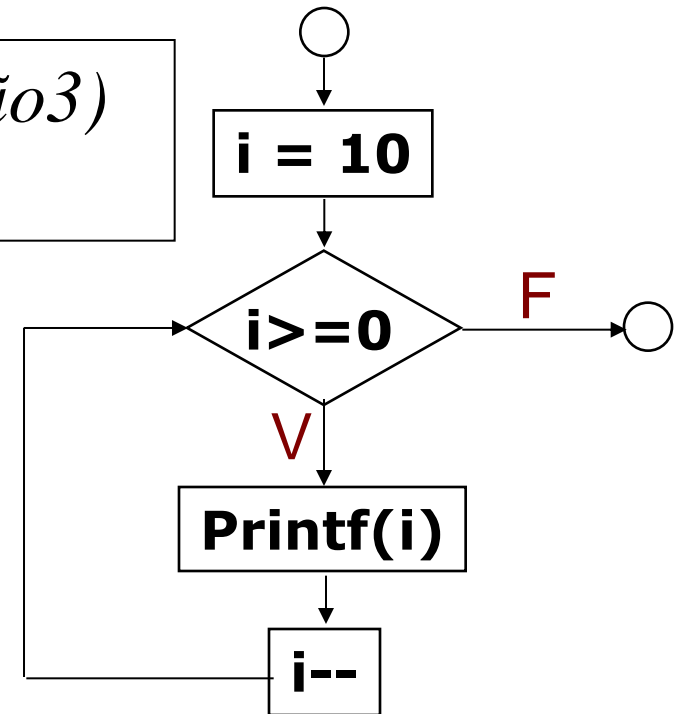 ão3)
i = 10
i>=0
F
V
Printf(i)
i--